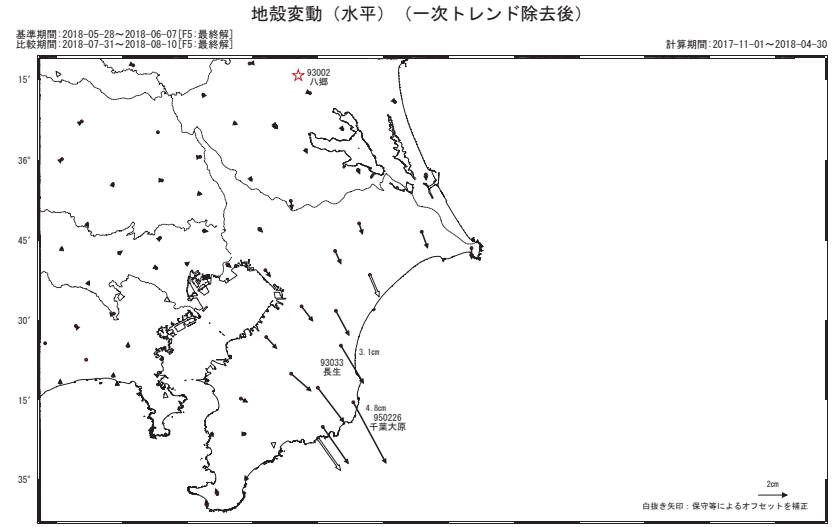 地殻変動（水平）（一次トレンド除去後）
基準期間:2018-05-28～2018-06-07[F5:最終解]
比較期間:2018-07-31～2018-08-10[F5:最終解]
計算期間:2017-11-01～2018-04-30
15′
93002
八郷
36°
45′
30′
3.1cm
93033
長生
15′
4.8cm
950226
千葉大原
35°
2cm
白抜き矢印：保守等によるオフセットを補正